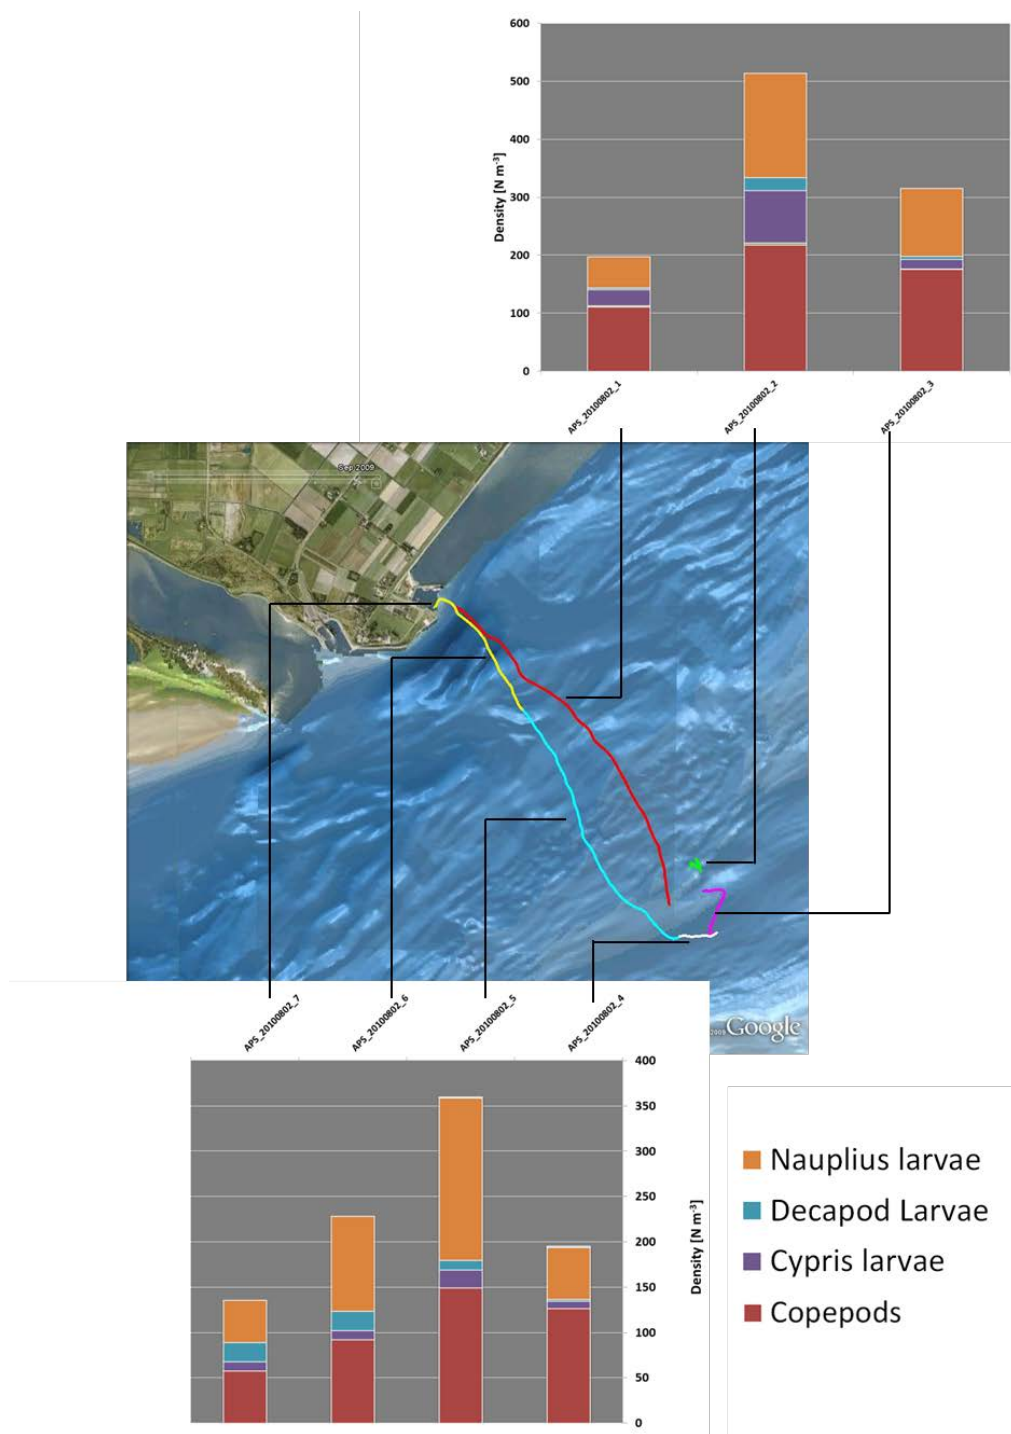 600
500
400
300
200
100
0
Density [N m-3]
APS_20100802_1
APS_20100802_2
APS_20100802_3
Sep 2009
Google
APS_20100802_7
APS_20100802_6
APS_20100802_5
APS_20100802_4
400
350
300
250
200
150
100
50
0
Density [N m-3]
Nauplius larvae
Decapod Larvae
Cypris larvae
Copepods